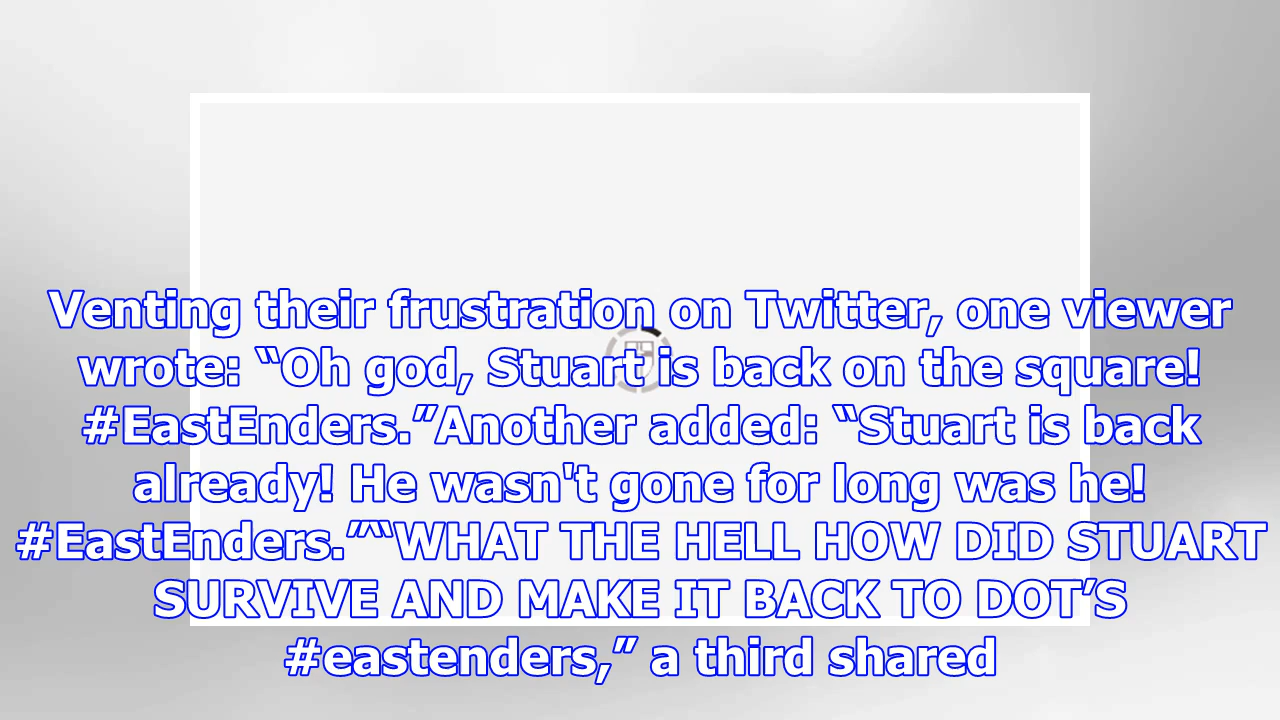 Venting their frustration on Twitter, one viewer
wrote: “Oh god, Stuart is back on the square!
#EastEnders.”Another added: “Stuart is back
already! He wasn't gone for long was he!
#EastEnders.”“WHAT THE HELL HOW DID STUART
SURVIVE AND MAKE IT BACK TO DOT’S
#eastenders,” a third shared